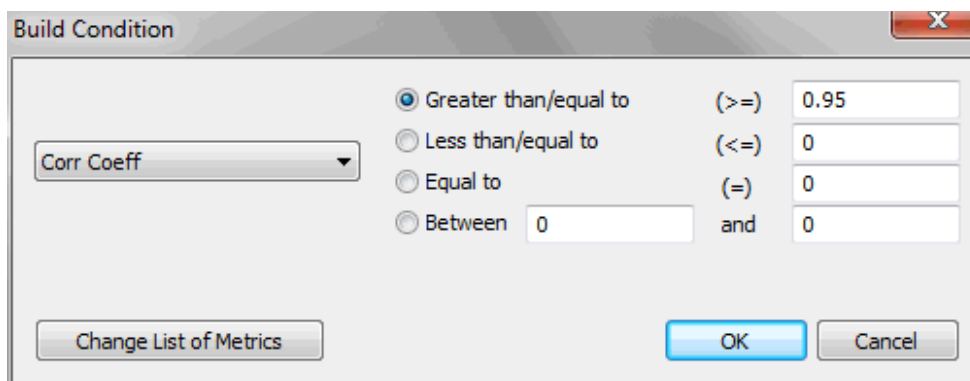 Build Condition X
Greater than/equal to (>=) 0.95
Corr Coeff
Less than/equal to (<=) 0
Equal to (=) 0
Between 0 and 0
Change List of Metrics OK Cancel